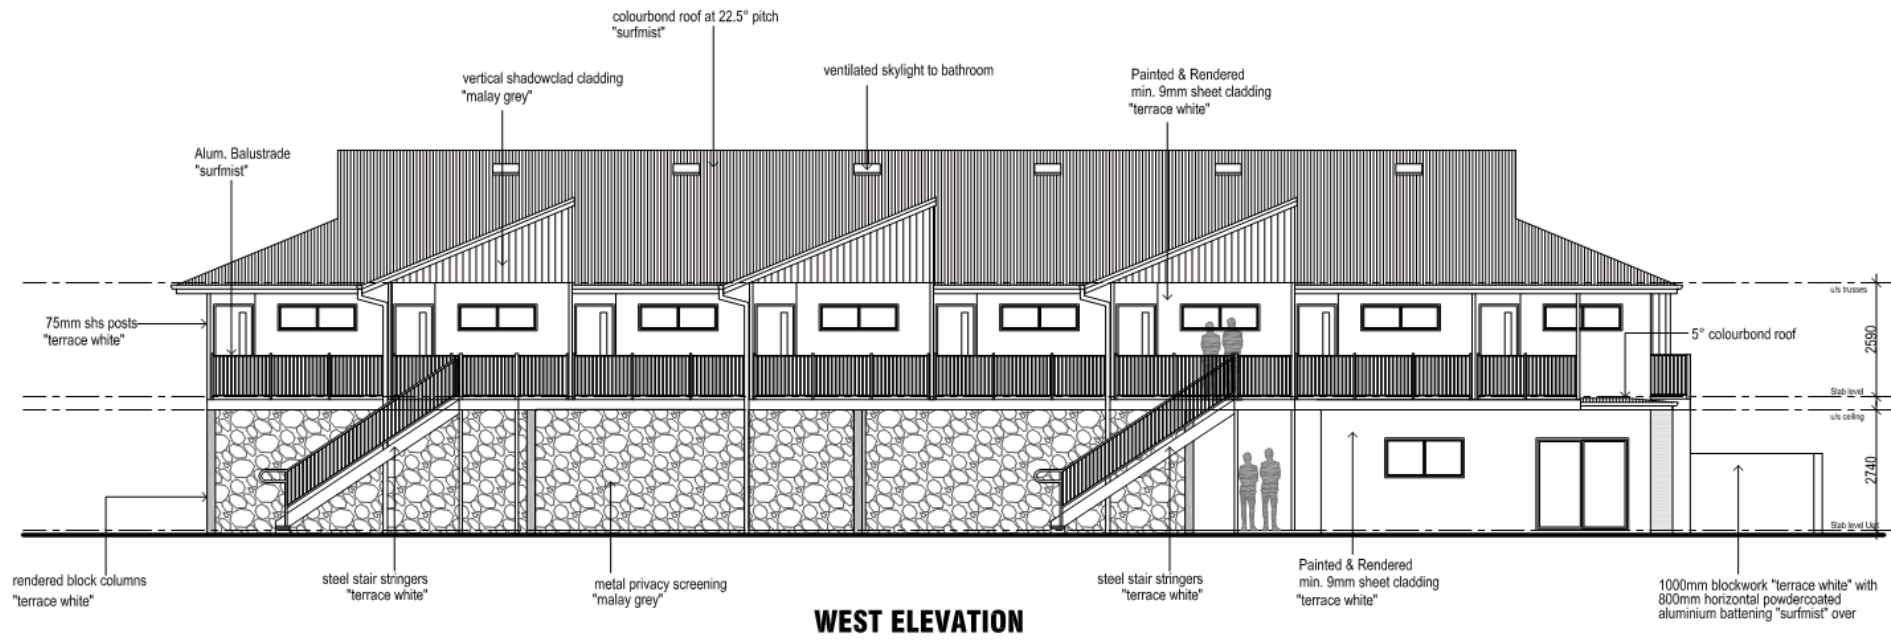 colourbond roof at 22.5° pitch
"surfmist"
vertical shadowclad cladding
"malay grey"
ventilated skylight to bathroom
Painted & Rendered
min. 9mm sheet cladding
"terrace white"
Alum. Balustrade
"surfmist"
75mm shs posts
"terrace white"
u/s trusses
2590
5° colourbond roof
Slab level
u/s ceiling
2740
Slab level
rendered block columns
"terrace white"
steel stair stringers
"terrace white"
metal privacy screening
"malay grey"
steel stair stringers
"terrace white"
Painted & Rendered
min. 9mm sheet cladding
"terrace white"
1000mm blockwork "terrace white" with
800mm horizontal powdercoated
aluminium battening "surfmist" over
WEST ELEVATION